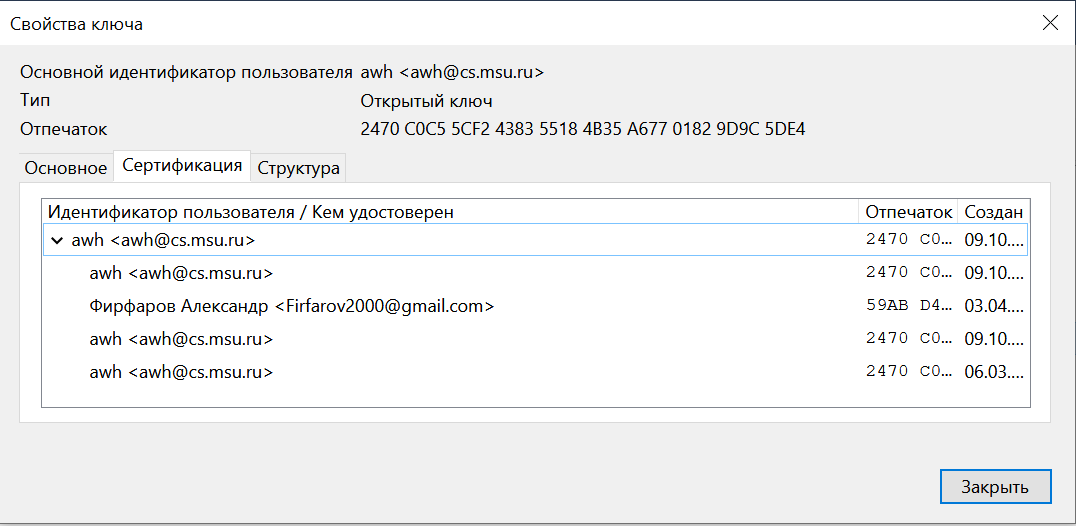 Свойства ключа
Основной идентификатор пользователя awh <awh@cs.msu.ru>
Тип Открытый ключ
Отпечаток 2470 C0C5 5CF2 4383 5518 4B35 A677 0182 9D9C 5DE4
Основное Сертификация Структура
Идентификатор пользователя / Кем удостоверен Отпечаток Создан
awh <awh@cs.msu.ru> 2470 C0... 09.10....
awh <awh@cs.msu.ru> 2470 C0... 09.10....
Фирфаров Александр <Firfarov2000@gmail.com> 59AB D4... 03.04....
awh <awh@cs.msu.ru> 2470 C0... 09.10....
awh <awh@cs.msu.ru> 2470 C0... 06.03....
Закрыть